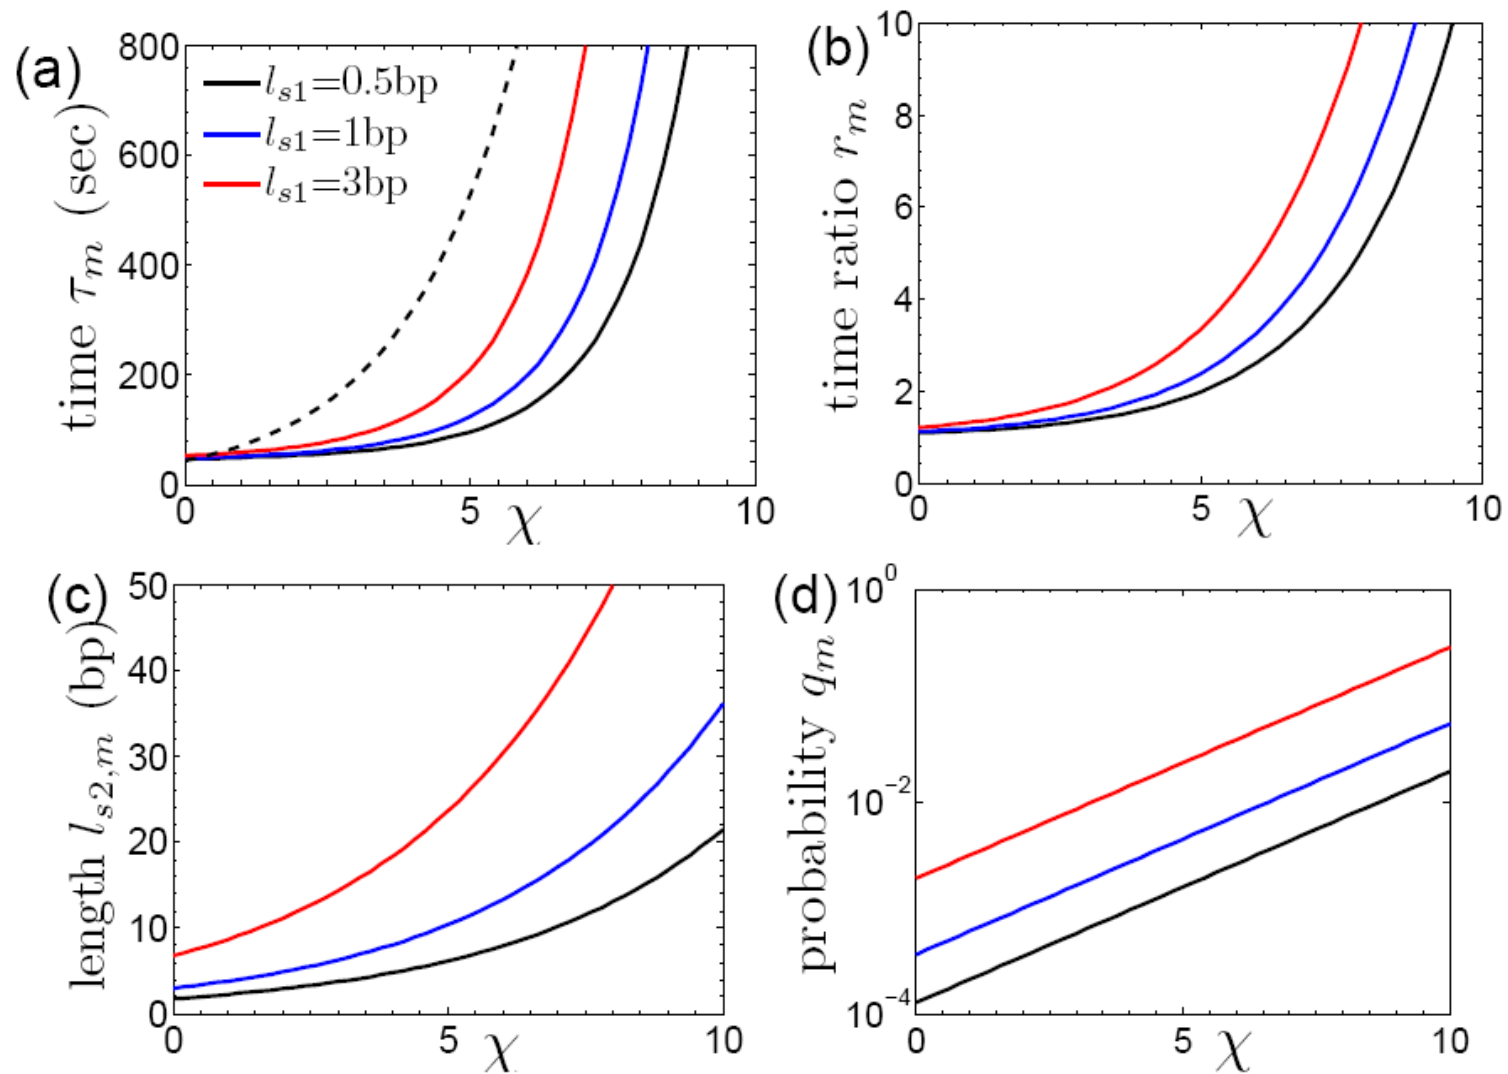 (a)
time τ_m (sec)
800
600
400
200
0
l_{s1}=0.5bp
l_{s1}=1bp
l_{s1}=3bp
0 5 10
χ
(b)
time ratio r_m
10
8
6
4
2
0
0 5 10
χ
(c)
length l_{s2,m} (bp)
50
40
30
20
10
0
0 5 10
χ
(d)
probability q_m
10^0
10^{-2}
10^{-4}
0 5 10
χ